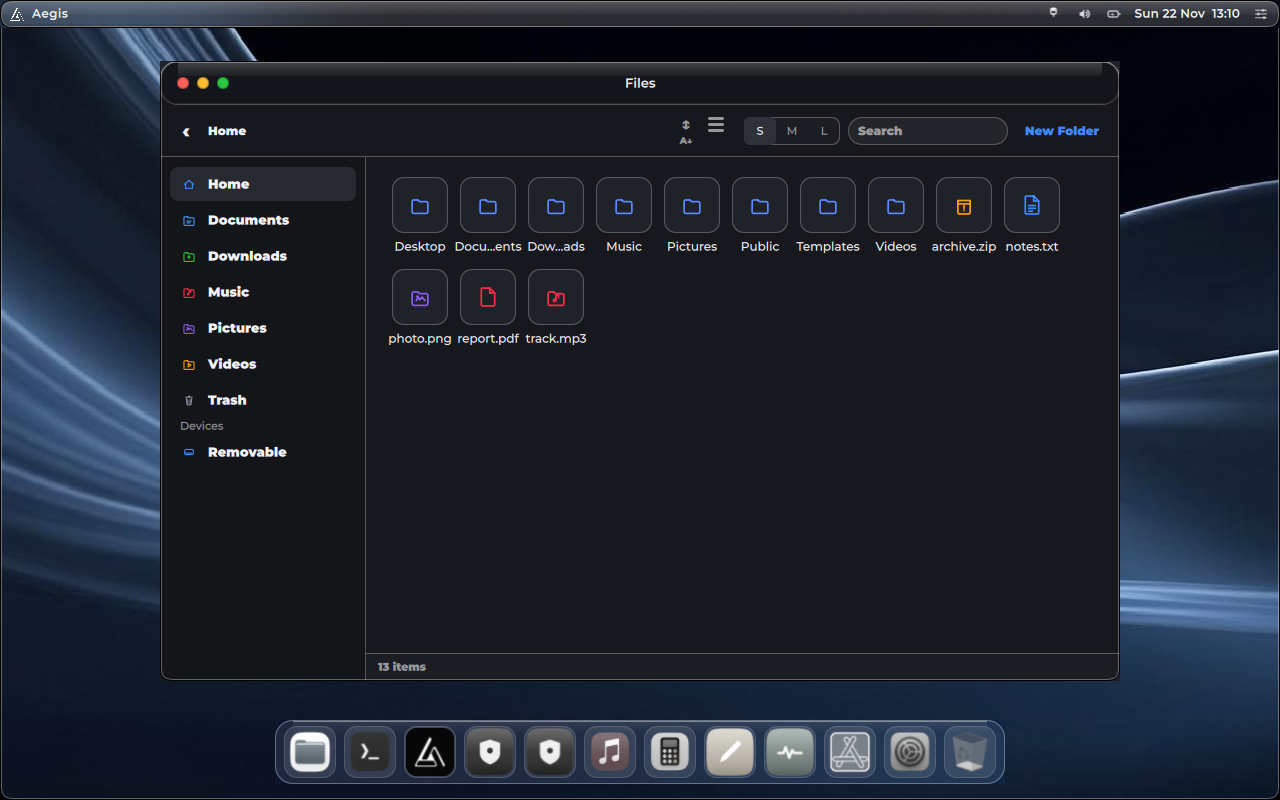 Aegis
Sun 22 Nov 13:10
Files
Home
A+
S M L
Search
New Folder
Home
Documents
Downloads
Music
Pictures
Videos
Trash
Devices
Removable
Desktop Docu...ents Dow...ads Music Pictures Public Templates Videos archive.zip notes.txt
photo.png report.pdf track.mp3
13 items